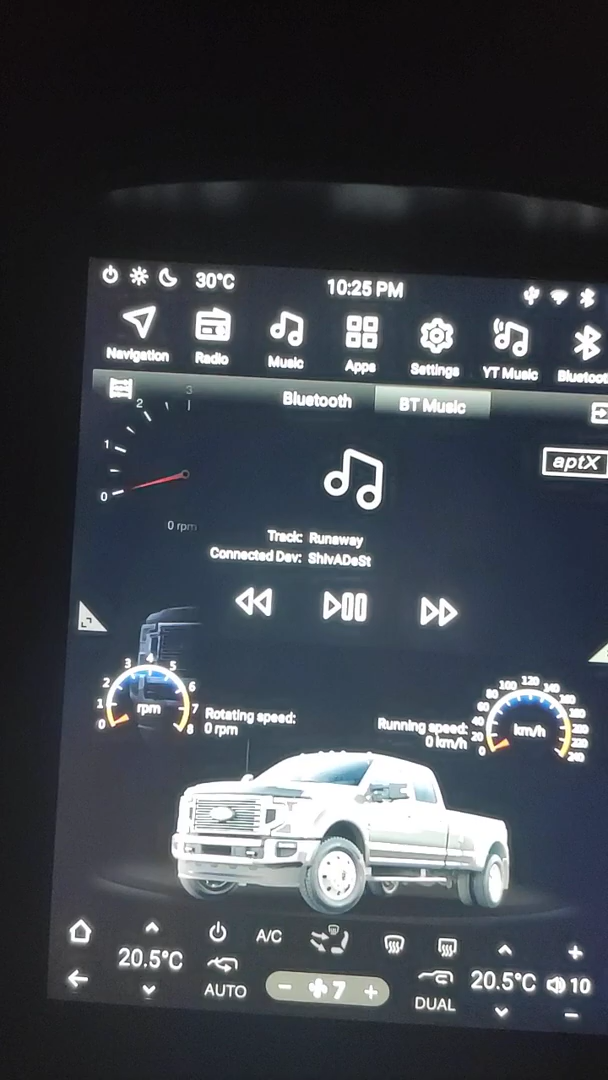 30°C 10:25 PM
Navigation Radio Music Apps Settings YT Music Bluetoot
Bluetooth BT Music
aptX
3
2
1
0
0 rpm
Track: Runaway
Connected Dev: ShIvADaSt
0 1 2 3 4 5 6 7 8
rpm
Rotating speed:
0 rpm
Running speed:
0 km/h
0 20 40 60 80 100 120 140 160 180 200 220 240
km/h
20.5°C
A/C
AUTO
- 7 +
DUAL
20.5°C
+
10
-